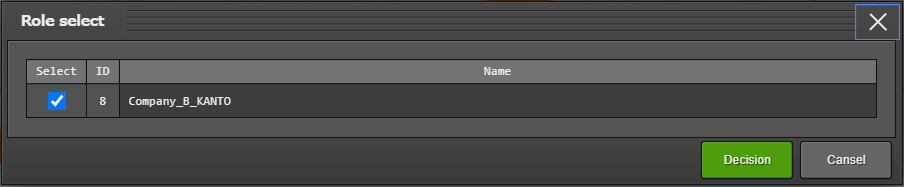 Role select
Select ID Name
8 Company_B_KANTO
Decision Cansel